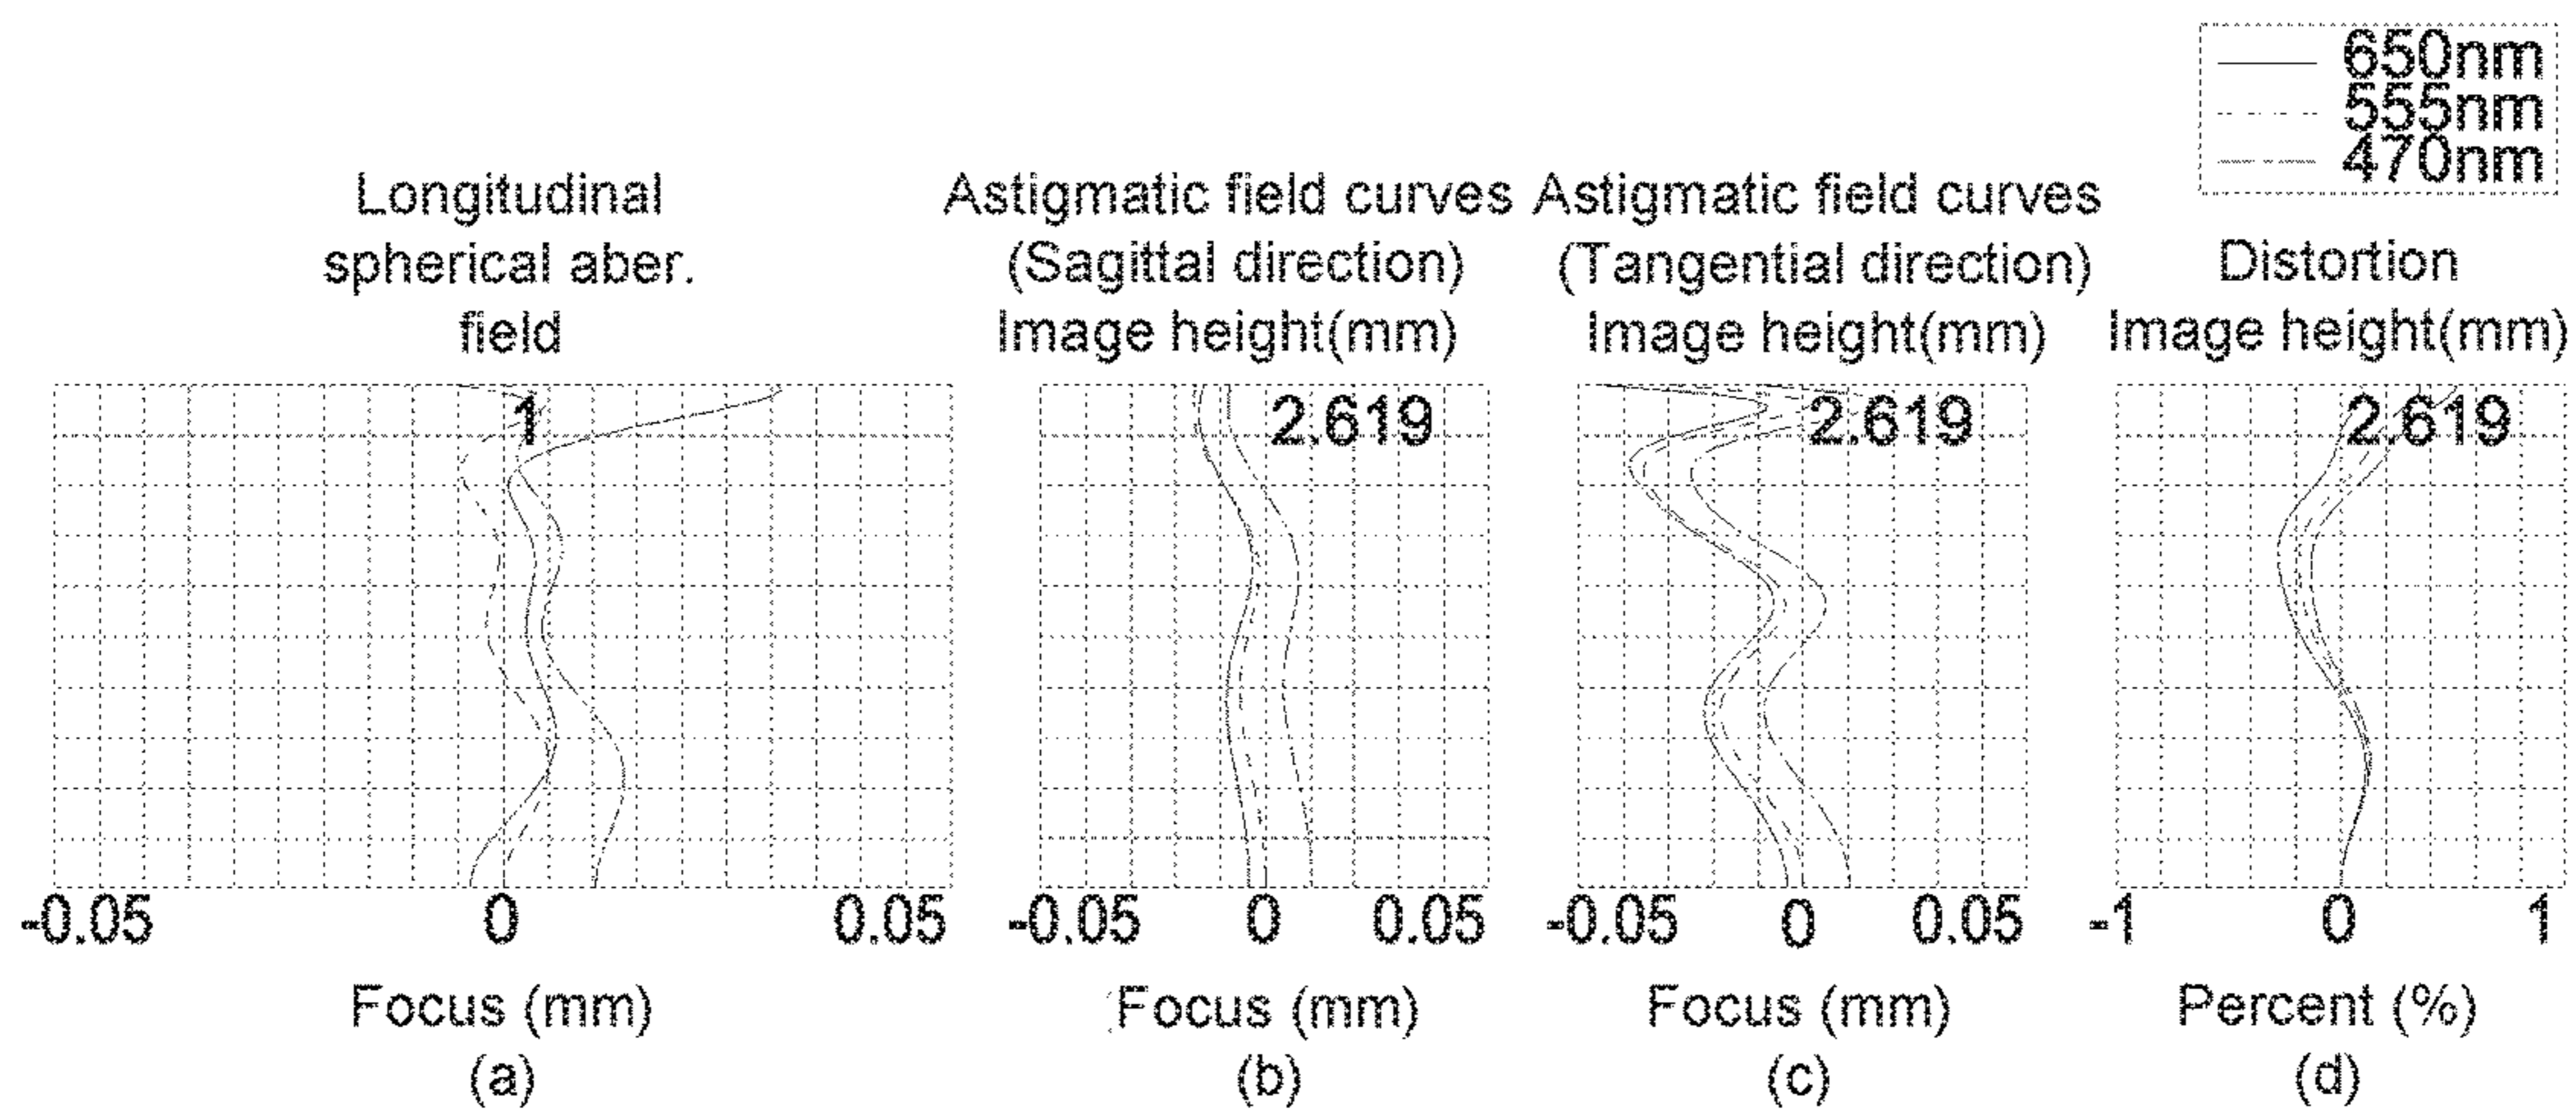 650nm
555nm
470nm
Longitudinal
spherical aber.
field
Astigmatic field curves
(Sagittal direction)
Image height(mm)
Astigmatic field curves
(Tangential direction)
Image height(mm)
Distortion
Image height(mm)
1
2.619
2.619
2.619
-0.05 0 0.05
-0.05 0 0.05
-0.05 0 0.05
-1 0 1
Focus (mm)
Focus (mm)
Focus (mm)
Percent (%)
(a)
(b)
(c)
(d)